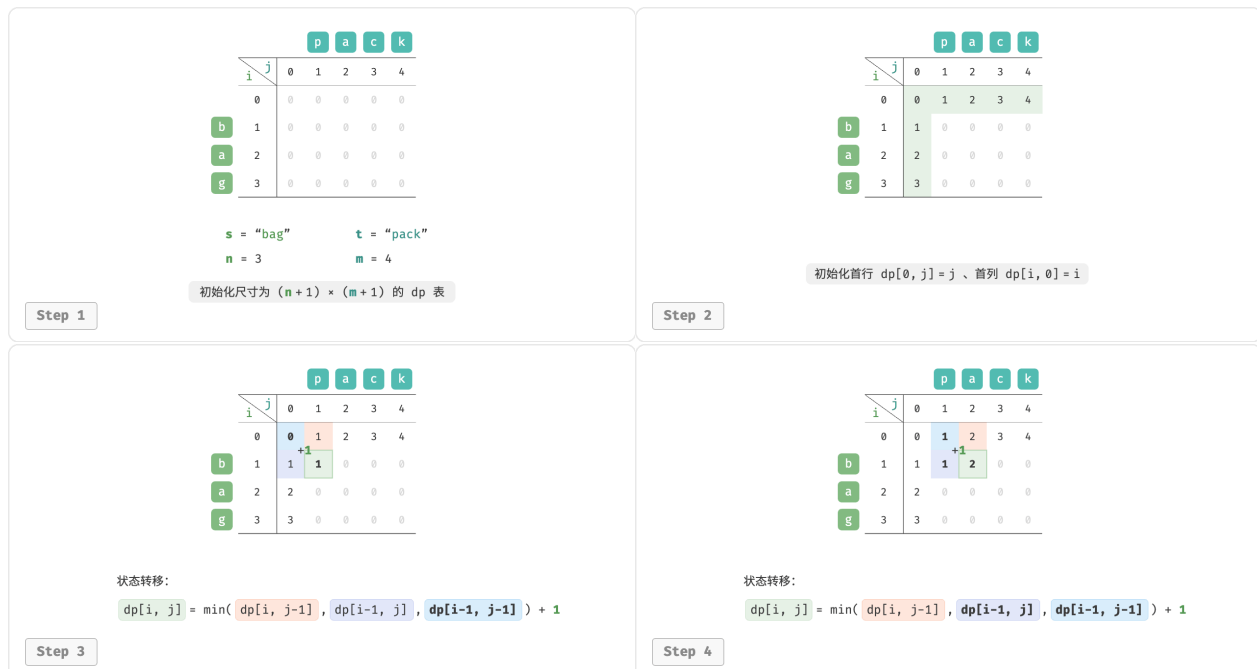 p a c k
j
i
0 1 2 3 4
0 0 0 0 0 0
b 1 0 0 0 0 0
a 2 0 0 0 0 0
g 3 0 0 0 0 0
s = “bag” t = “pack”
n = 3 m = 4
初始化尺寸为 (n+1) × (m+1) 的 dp 表
Step 1
p a c k
j
i
0 1 2 3 4
0 0 1 2 3 4
b 1 1 0 0 0 0
a 2 2 0 0 0 0
g 3 3 0 0 0 0
初始化首行 dp[0, j]=j 、首列 dp[i, 0]=i
Step 2
p a c k
j
i
0 1 2 3 4
0 0 1 2 3 4
+1
b 1 1 1 0 0 0
a 2 2 0 0 0 0
g 3 3 0 0 0 0
状态转移：
dp[i, j] = min( dp[i, j-1] , dp[i-1, j] , dp[i-1, j-1] ) + 1
Step 3
p a c k
j
i
0 1 2 3 4
0 0 1 2 3 4
+1
b 1 1 1 2 0 0
a 2 2 0 0 0 0
g 3 3 0 0 0 0
状态转移：
dp[i, j] = min( dp[i, j-1] , dp[i-1, j] , dp[i-1, j-1] ) + 1
Step 4